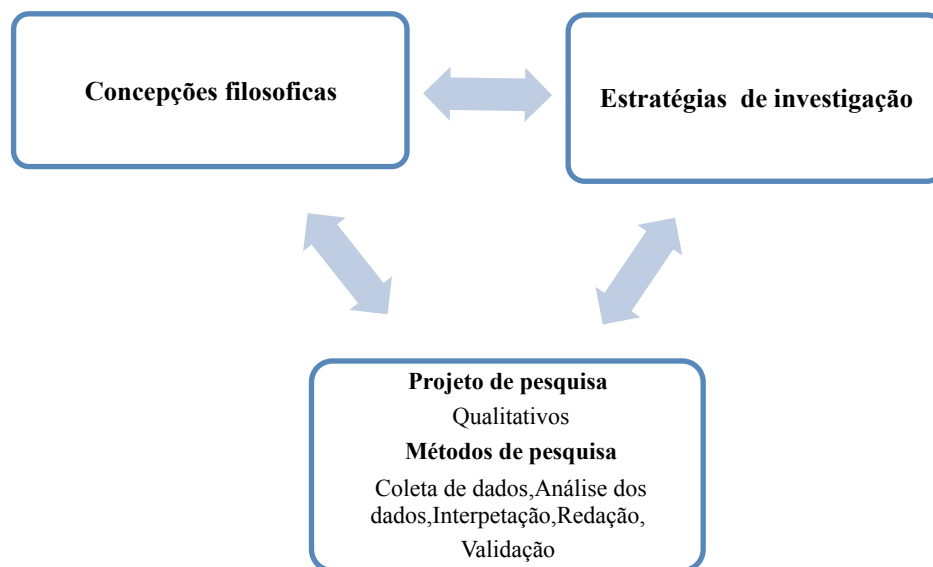 Concepções filosoficas
Estratégias de investigação
Projeto de pesquisa
Qualitativos
Métodos de pesquisa
Coleta de dados,Análise dos
dados,Interpetação,Redação,
Validação